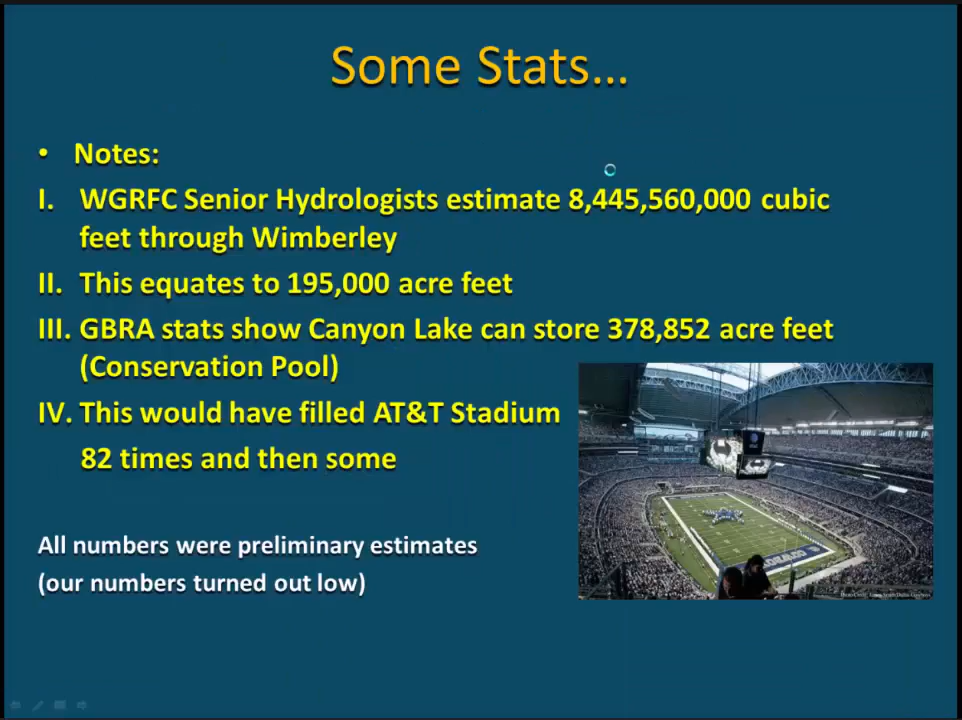 Some Stats...
• Notes:
I. WGRFC Senior Hydrologists estimate 8,445,560,000 cubic
feet through Wimberley
II. This equates to 195,000 acre feet
III. GBRA stats show Canyon Lake can store 378,852 acre feet
(Conservation Pool)
IV. This would have filled AT&T Stadium
82 times and then some
All numbers were preliminary estimates
(our numbers turned out low)